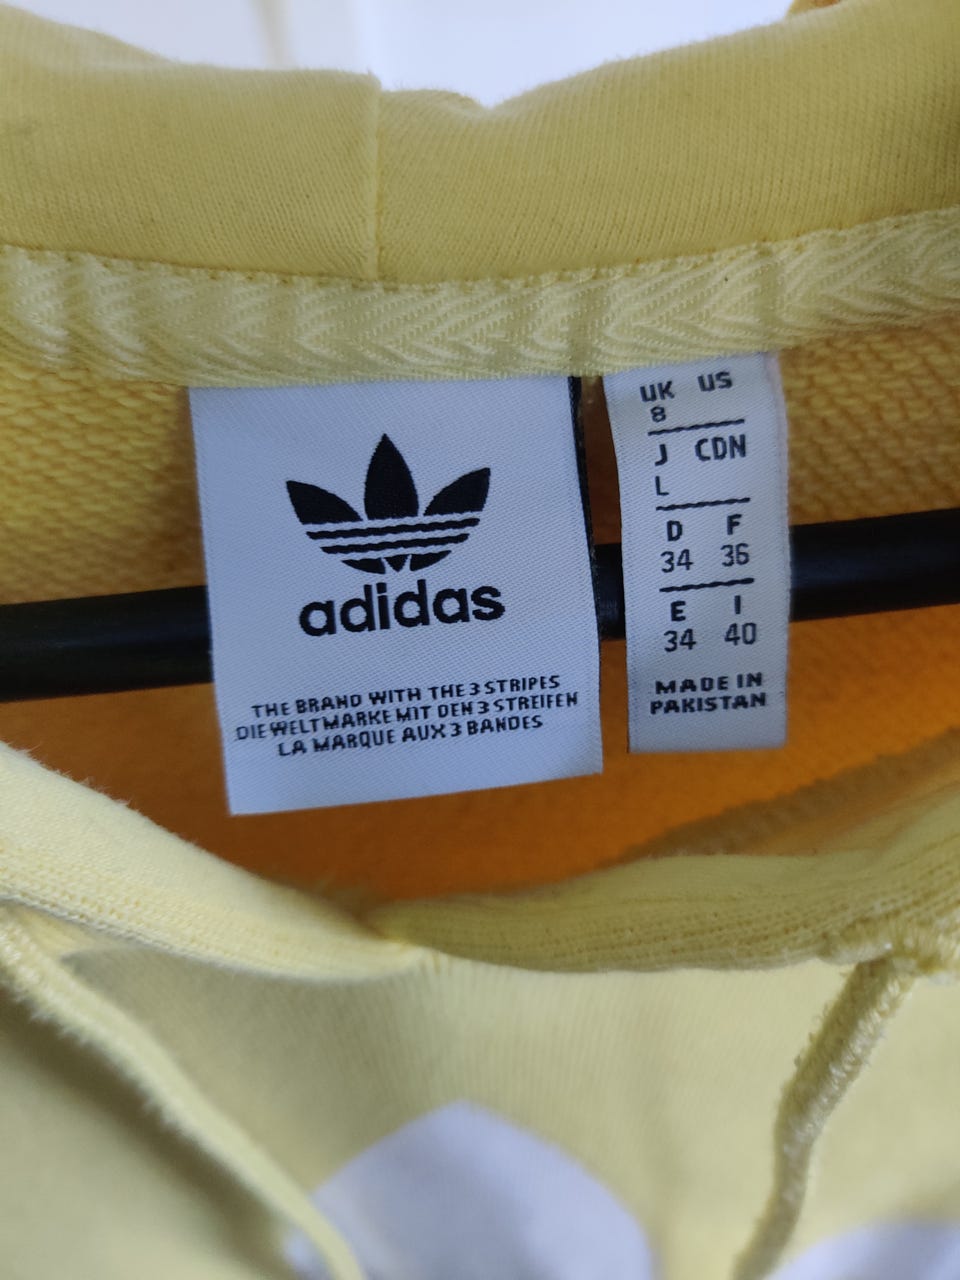 adidas
THE BRAND WITH THE 3 STRIPES
DIE WELTMARKE MIT DEN 3 STREIFEN
LA MARQUE AUX 3 BANDES
UK US
8
J CDN
L
D F
34 36
E I
34 40
MADE IN
PAKISTAN